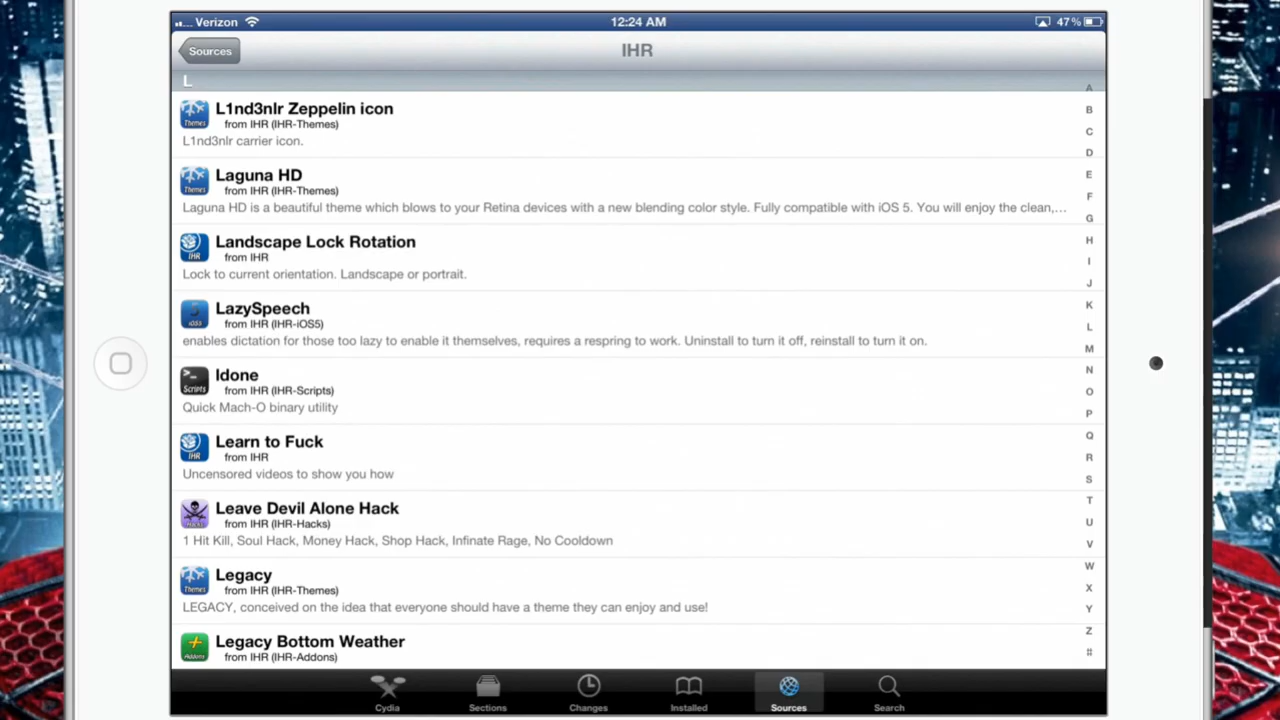 Verizon 12:24 AM 47%
Sources IHR
L
L1nd3nlr Zeppelin icon
from IHR (IHR-Themes)
L1nd3nlr carrier icon.
Laguna HD
from IHR (IHR-Themes)
Laguna HD is a beautiful theme which blows to your Retina devices with a new blending color style. Fully compatible with iOS 5. You will enjoy the clean,…
Landscape Lock Rotation
from IHR
Lock to current orientation. Landscape or portrait.
LazySpeech
from IHR (IHR-iOS5)
enables dictation for those too lazy to enable it themselves, requires a respring to work. Uninstall to turn it off, reinstall to turn it on.
ldone
from IHR (IHR-Scripts)
Quick Mach-O binary utility
Learn to Fuck
from IHR
Uncensored videos to show you how
Leave Devil Alone Hack
from IHR (IHR-Hacks)
1 Hit Kill, Soul Hack, Money Hack, Shop Hack, Infinate Rage, No Cooldown
Legacy
from IHR (IHR-Themes)
LEGACY, conceived on the idea that everyone should have a theme they can enjoy and use!
Legacy Bottom Weather
from IHR (IHR-Addons)
A
B
C
D
E
F
G
H
I
J
K
L
M
N
O
P
Q
R
S
T
U
V
W
X
Y
Z
#
Themes
Themes
IHR
iOS5
Scripts
IHR
Themes
Addons
Cydia Sections Changes Installed Sources Search